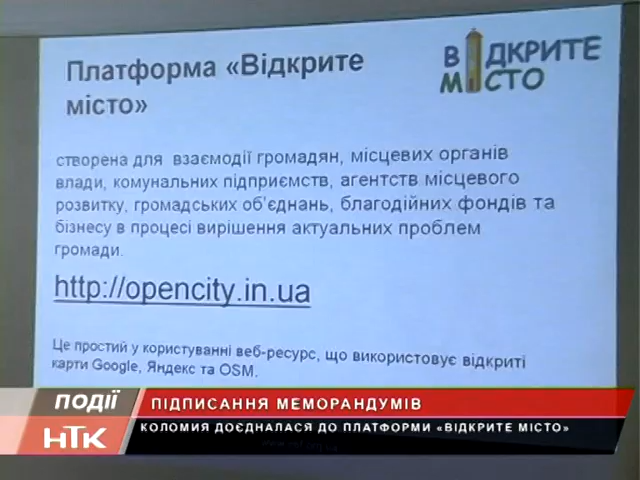 Платформа «Відкрите
місто»
ВІДКРИТЕ
МІСТО
створена для взаємодії громадян, місцевих органів
влади, комунальних підприємств, агентств місцевого
розвитку, громадських об'єднань, благодійних фондів та
бізнесу в процесі вирішення актуальних проблем
громади.
http://opencity.in.ua
Це простий у користуванні веб-ресурс, що використовує відкриті
карти Google, Яндекс та OSM.
ПОДІЇ
ПІДПИСАННЯ МЕМОРАНДУМІВ
НТК
КОЛОМИЯ ДОЄДНАЛАСЯ ДО ПЛАТФОРМИ «ВІДКРИТЕ МІСТО»